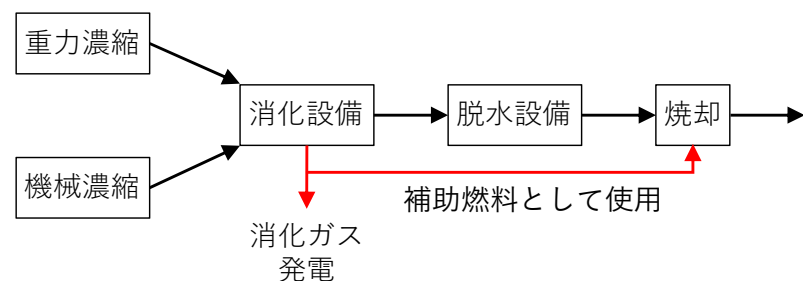 重力濃縮
消化設備
脱水設備
焼却
機械濃縮
補助燃料として使用
消化ガス
発電